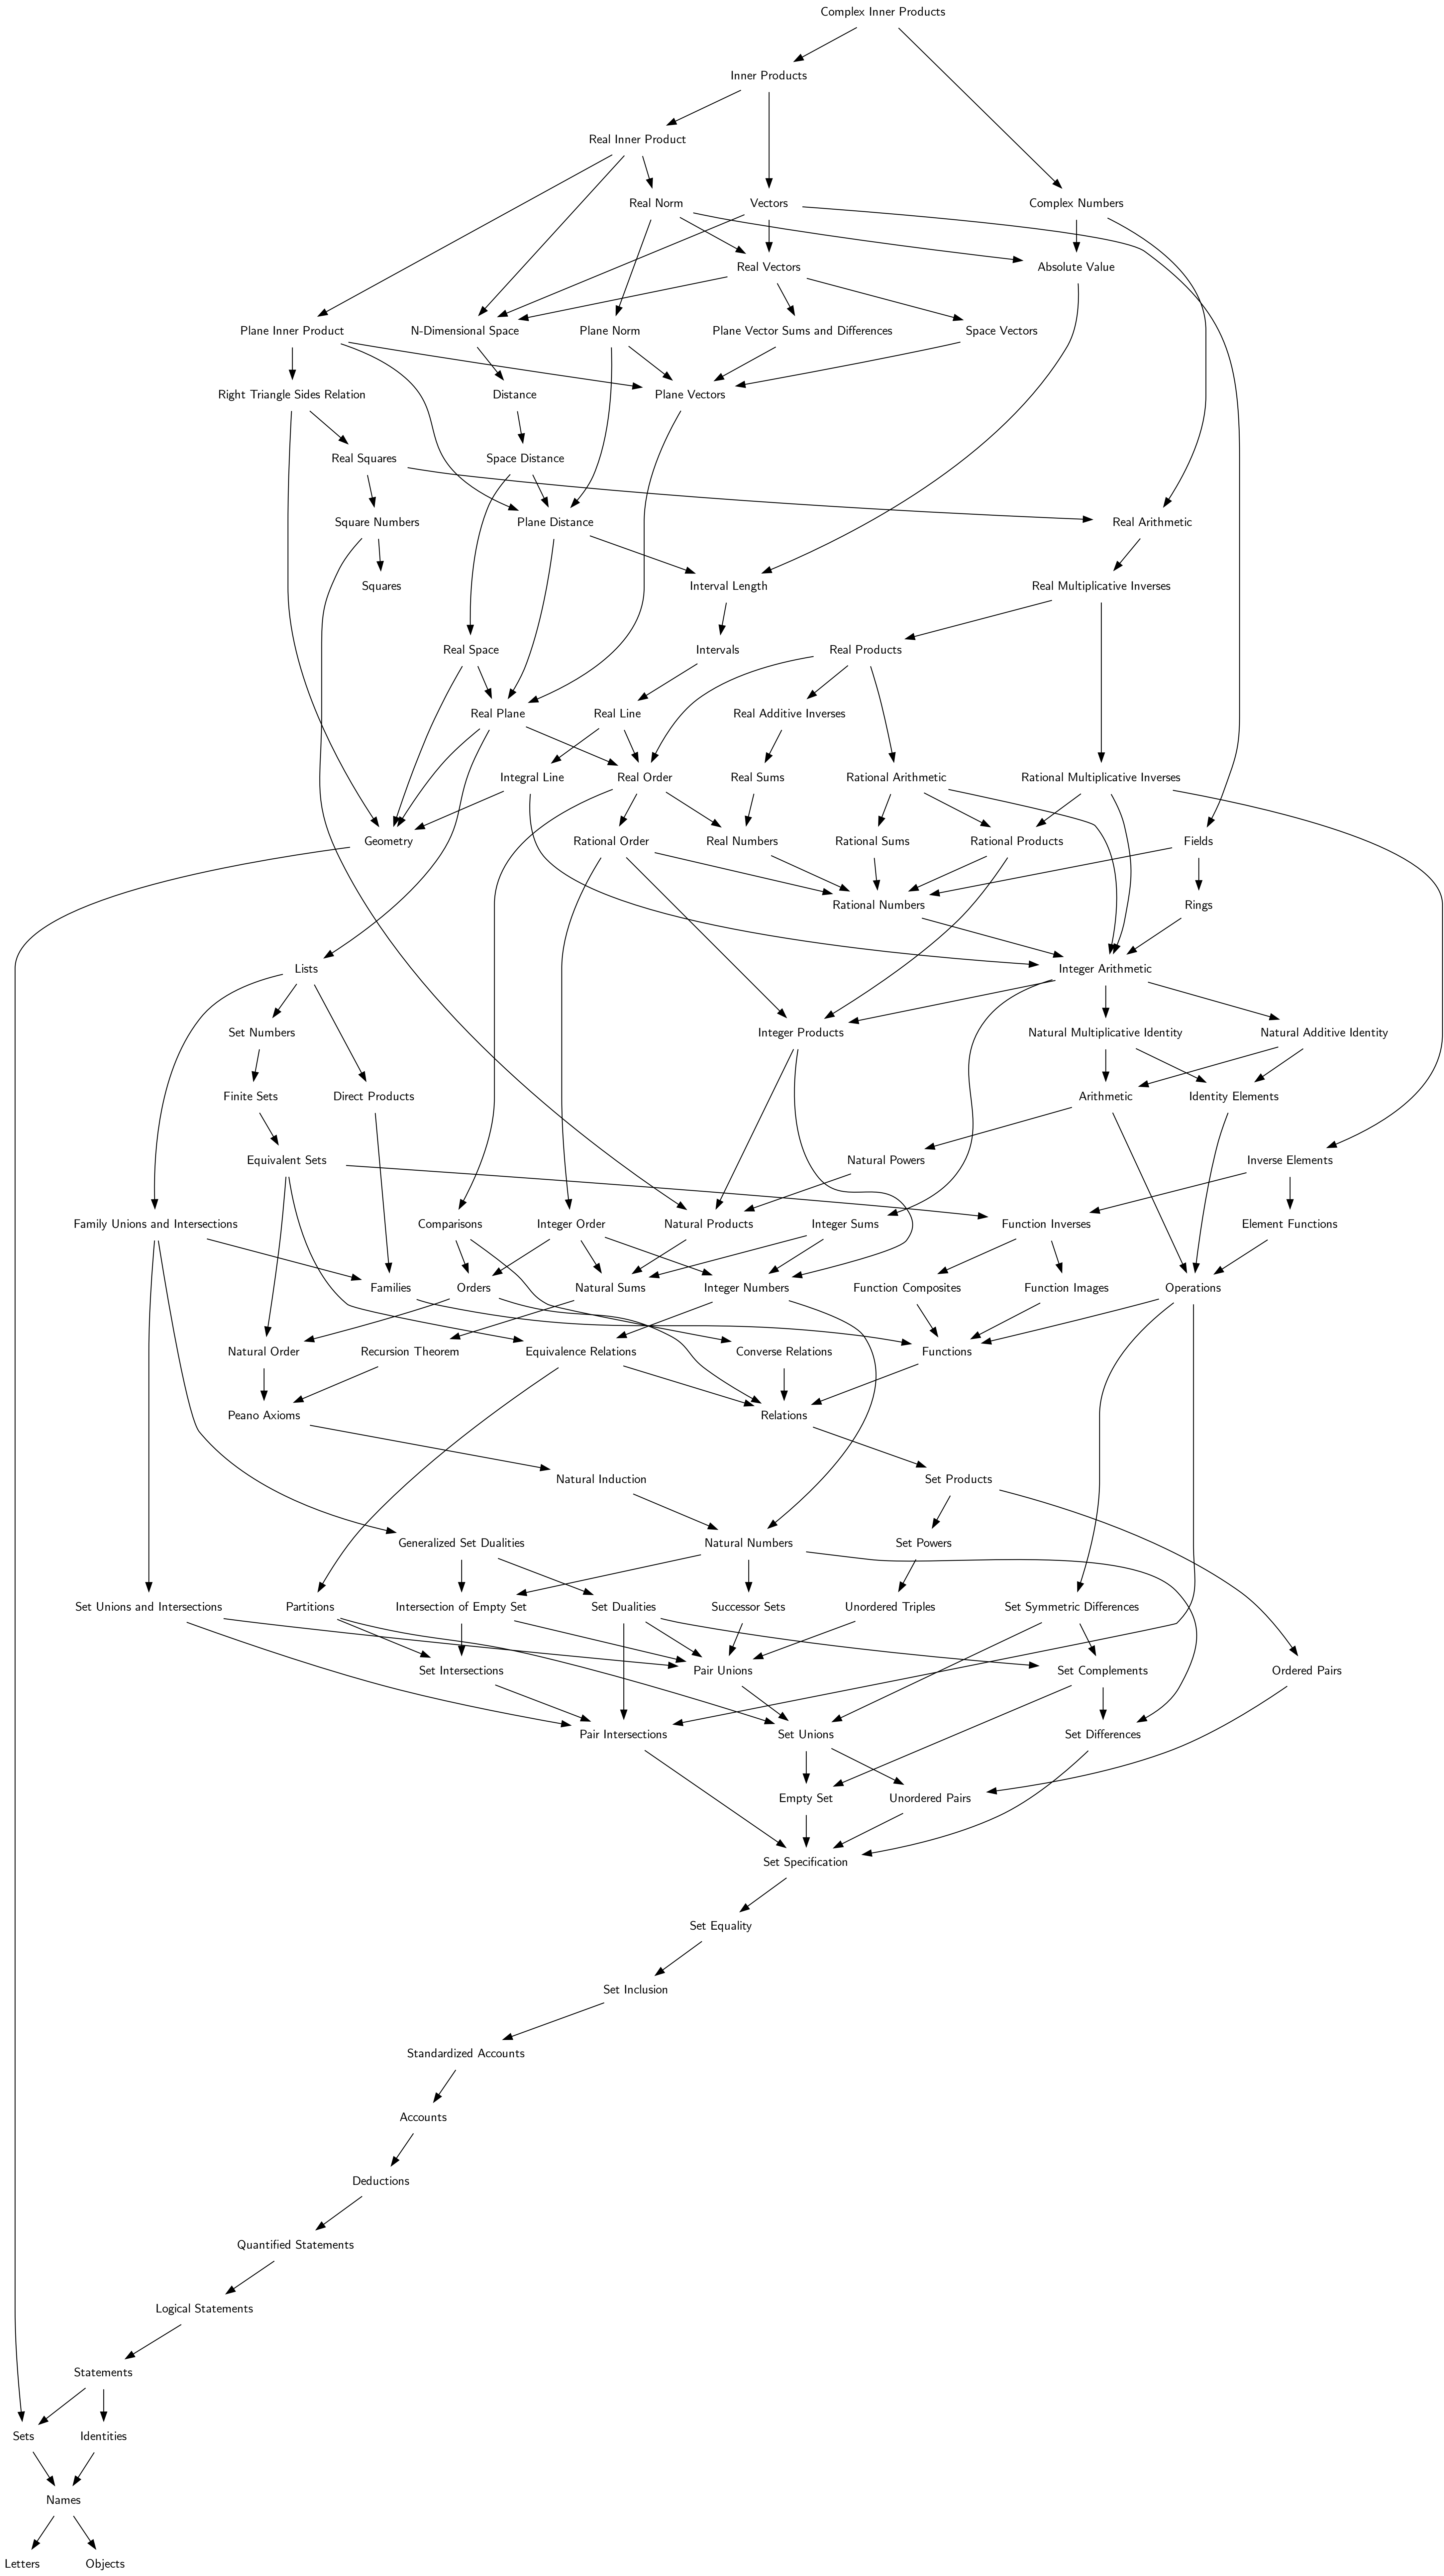 Complex Inner Products
Inner Products
Real Inner Product
Real Norm
Vectors
Complex Numbers
Real Vectors
Absolute Value
Plane Inner Product
N-Dimensional Space
Plane Norm
Plane Vector Sums and Differences
Space Vectors
Right Triangle Sides Relation
Distance
Plane Vectors
Real Squares
Space Distance
Square Numbers
Plane Distance
Real Arithmetic
Squares
Interval Length
Real Multiplicative Inverses
Real Space
Intervals
Real Products
Real Plane
Real Line
Real Additive Inverses
Integral Line
Real Order
Real Sums
Rational Arithmetic
Rational Multiplicative Inverses
Geometry
Rational Order
Real Numbers
Rational Sums
Rational Products
Fields
Rational Numbers
Rings
Lists
Integer Arithmetic
Set Numbers
Integer Products
Natural Multiplicative Identity
Natural Additive Identity
Finite Sets
Direct Products
Arithmetic
Identity Elements
Equivalent Sets
Natural Powers
Inverse Elements
Family Unions and Intersections
Comparisons
Integer Order
Natural Products
Integer Sums
Function Inverses
Element Functions
Families
Orders
Natural Sums
Integer Numbers
Function Composites
Function Images
Operations
Natural Order
Recursion Theorem
Equivalence Relations
Converse Relations
Functions
Peano Axioms
Relations
Natural Induction
Set Products
Generalized Set Dualities
Natural Numbers
Set Powers
Set Unions and Intersections
Partitions
Intersection of Empty Set
Set Dualities
Successor Sets
Unordered Triples
Set Symmetric Differences
Set Intersections
Pair Unions
Set Complements
Ordered Pairs
Pair Intersections
Set Unions
Set Differences
Empty Set
Unordered Pairs
Set Specification
Set Equality
Set Inclusion
Standardized Accounts
Accounts
Deductions
Quantified Statements
Logical Statements
Statements
Sets
Identities
Names
Letters
Objects